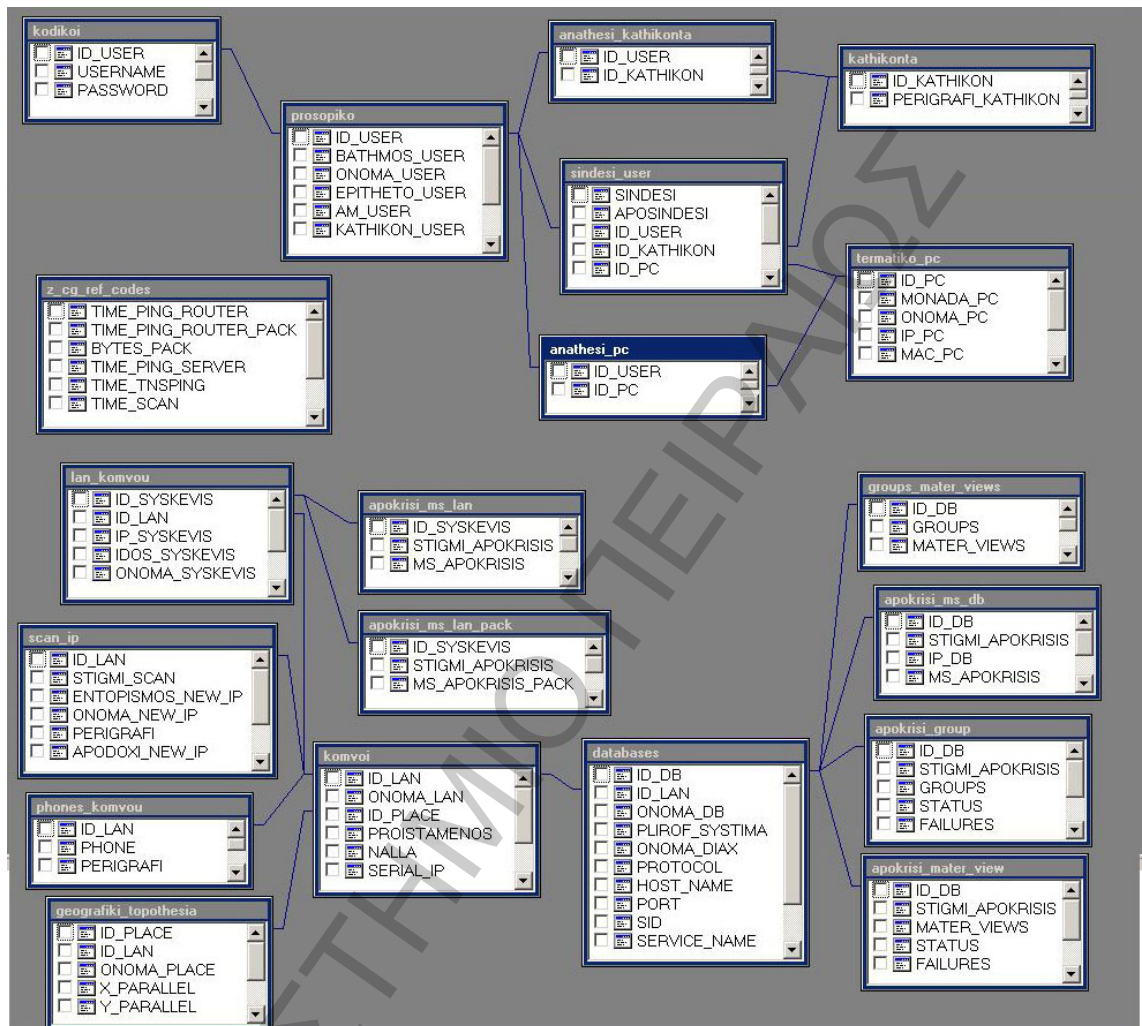 kodikoi
ID_USER
USERNAME
PASSWORD
prosopiko
ID_USER
BATHMOS_USER
ONOMA_USER
EPITHETO_USER
AM_USER
KATHIKON_USER
anathesi_kathikonta
ID_USER
ID_KATHIKON
kathikonta
ID_KATHIKON
PERIGRAFI_KATHIKON
sindesi_user
SINDESI
APOSINDESI
ID_USER
ID_KATHIKON
ID_PC
termatiko_pc
ID_PC
MONADA_PC
ONOMA_PC
IP_PC
MAC_PC
z_cg_ref_codes
TIME_PING_ROUTER
TIME_PING_ROUTER_PACK
BYTES_PACK
TIME_PING_SERVER
TIME_TNSPING
TIME_SCAN
anathesi_pc
ID_USER
ID_PC
lan_komvou
ID_SYSKEVIS
ID_LAN
IP_SYSKEVIS
IDOS_SYSKEVIS
ONOMA_SYSKEVIS
apokrisi_ms_lan
ID_SYSKEVIS
STIGMI_APOKRISIS
MS_APOKRISIS
groups_mater_views
ID_DB
GROUPS
MATER_VIEWS
apokrisi_ms_lan_pack
ID_SYSKEVIS
STIGMI_APOKRISIS
MS_APOKRISIS_PACK
apokrisi_ms_db
ID_DB
STIGMI_APOKRISIS
IP_DB
MS_APOKRISIS
scan_ip
ID_LAN
STIGMI_SCAN
ENTOPISMOS_NEW_IP
ONOMA_NEW_IP
PERIGRAFI
APODOXI_NEW_IP
komvoi
ID_LAN
ONOMA_LAN
ID_PLACE
PROISTAMENOS
NALLA
SERIAL_IP
databases
ID_DB
ID_LAN
ONOMA_DB
PLIROF_SYSTIMA
ONOMA_DIAX
PROTOCOL
HOST_NAME
PORT
SID
SERVICE_NAME
apokrisi_group
ID_DB
STIGMI_APOKRISIS
GROUPS
STATUS
FAILURES
phones_komvou
ID_LAN
PHONE
PERIGRAFI
apokrisi_mater_view
ID_DB
STIGMI_APOKRISIS
MATER_VIEWS
STATUS
FAILURES
geografiki_topothesia
ID_PLACE
ID_LAN
ONOMA_PLACE
X_PARALLEL
Y_PARALLEL
ΣΤΗΜΙΟ ΠΕΙΡΑΙΩΣ